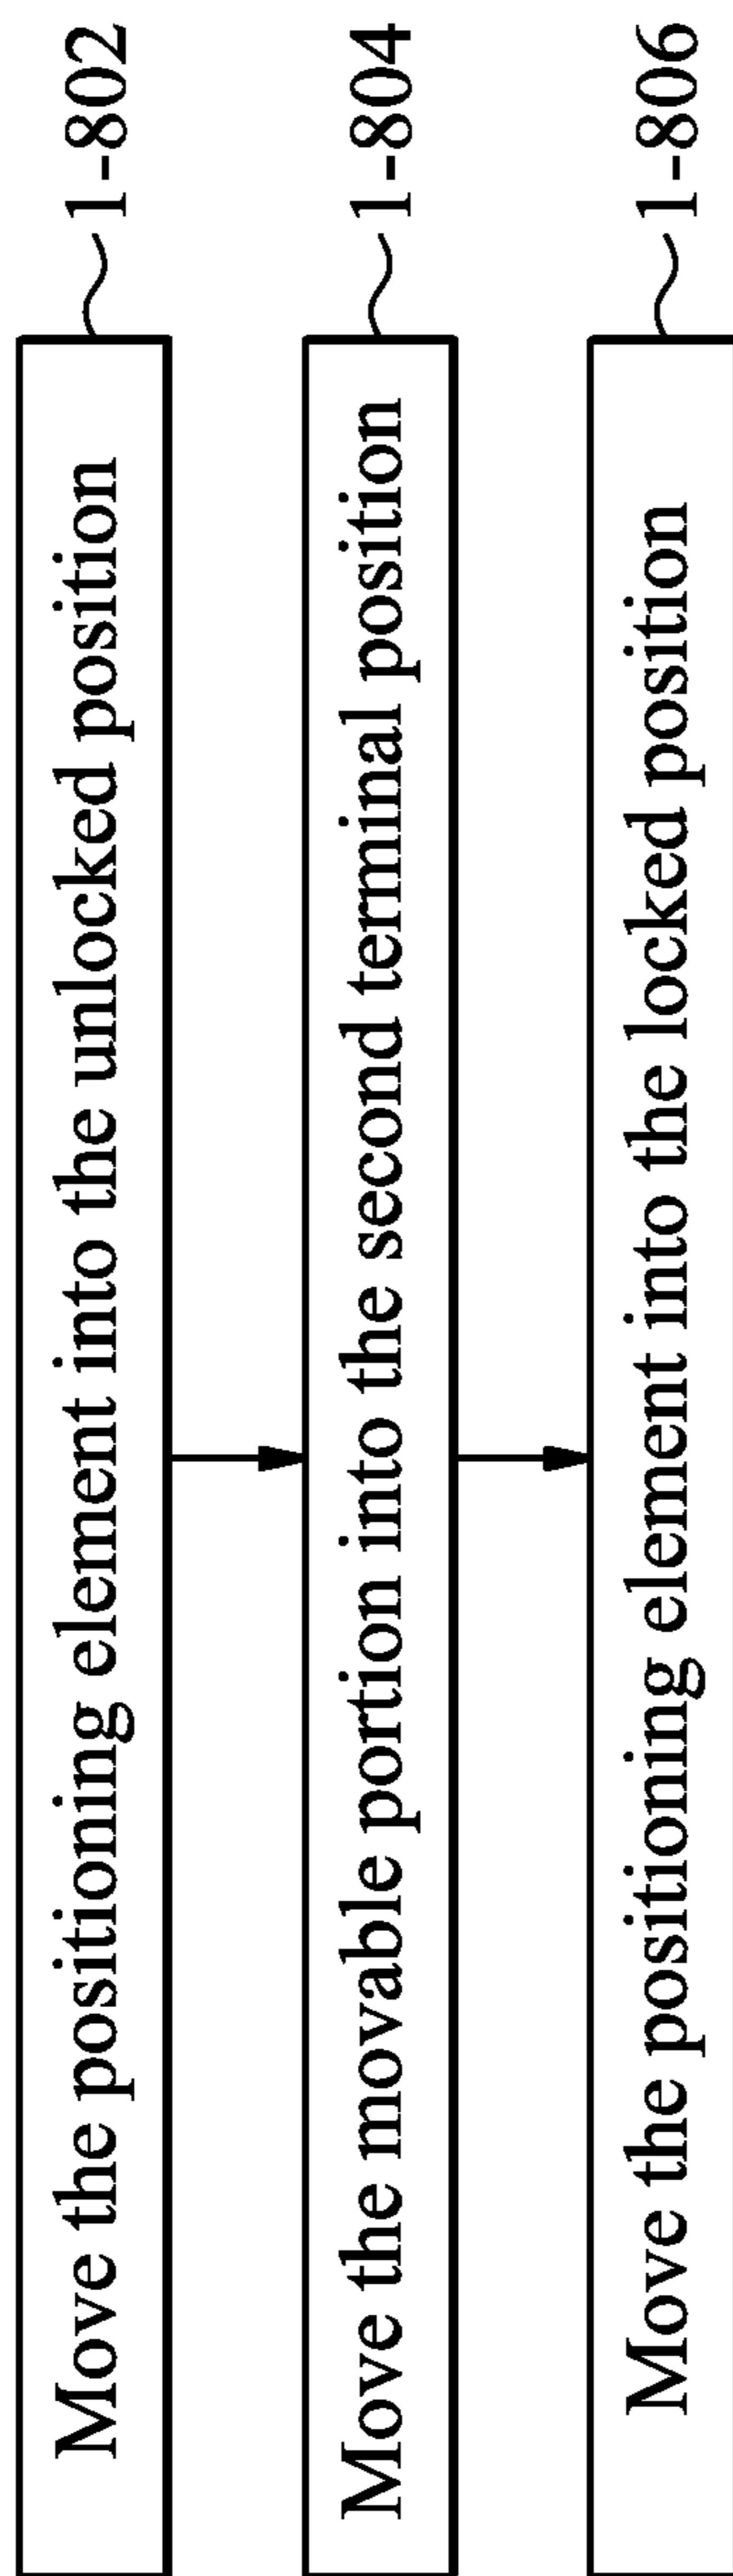 Move the positioning element into the unlocked position
1-802
Move the movable portion into the second terminal position
1-804
Move the positioning element into the locked position
1-806